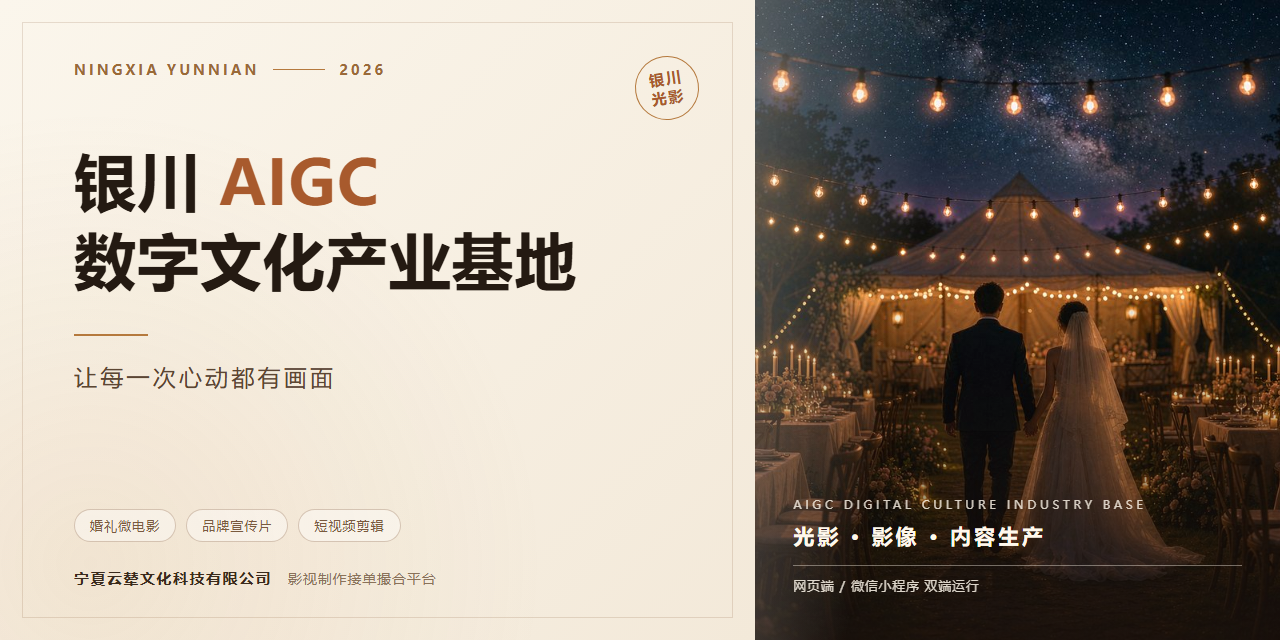 NINGXIA YUNNIAN —— 2026
银川
光影
银川 AIGC
数字文化产业基地
让每一次心动都有画面
婚礼微电影 品牌宣传片 短视频剪辑
宁夏云辇文化科技有限公司 影视制作接单撮合平台
AIGC DIGITAL CULTURE INDUSTRY BASE
光影 • 影像 • 内容生产
网页端 / 微信小程序 双端运行